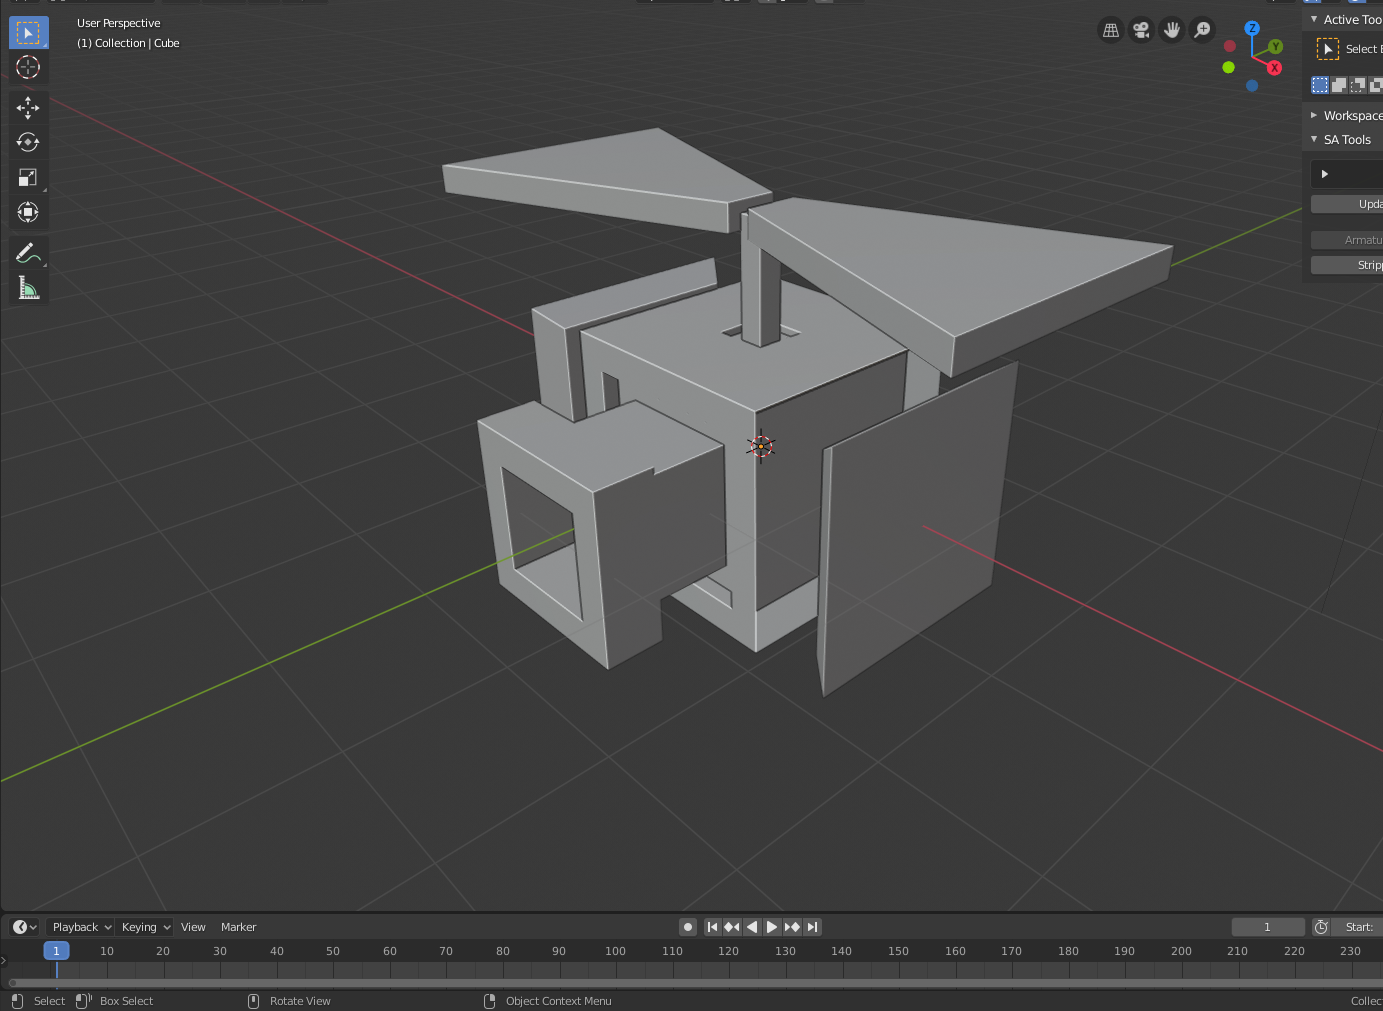 User Perspective
(1) Collection | Cube
Z
Y
X
Active Too
Select B
Workspace
SA Tools
Upda
Armatu
Stripp
Playback
Keying
View
Marker
1
Start:
1 10 20 30 40 50 60 70 80 90 100 110 120 130 140 150 160 170 180 190 200 210 220 230
Select
Box Select
Rotate View
Object Context Menu
Collec